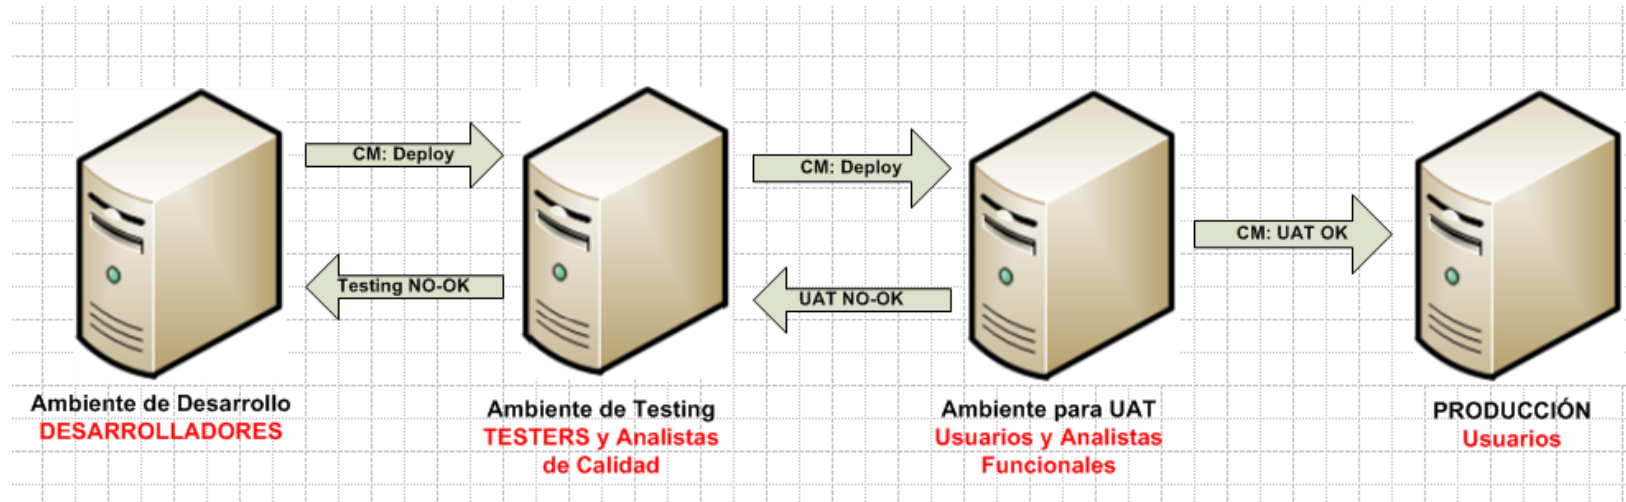 CM: Deploy
CM: Deploy
CM: UAT OK
Testing NO-OK
UAT NO-OK
Ambiente de Desarrollo
DESARROLLADORES
Ambiente de Testing
TESTERS y Analistas
de Calidad
Ambiente para UAT
Usuarios y Analistas
Funcionales
PRODUCCIÓN
Usuarios